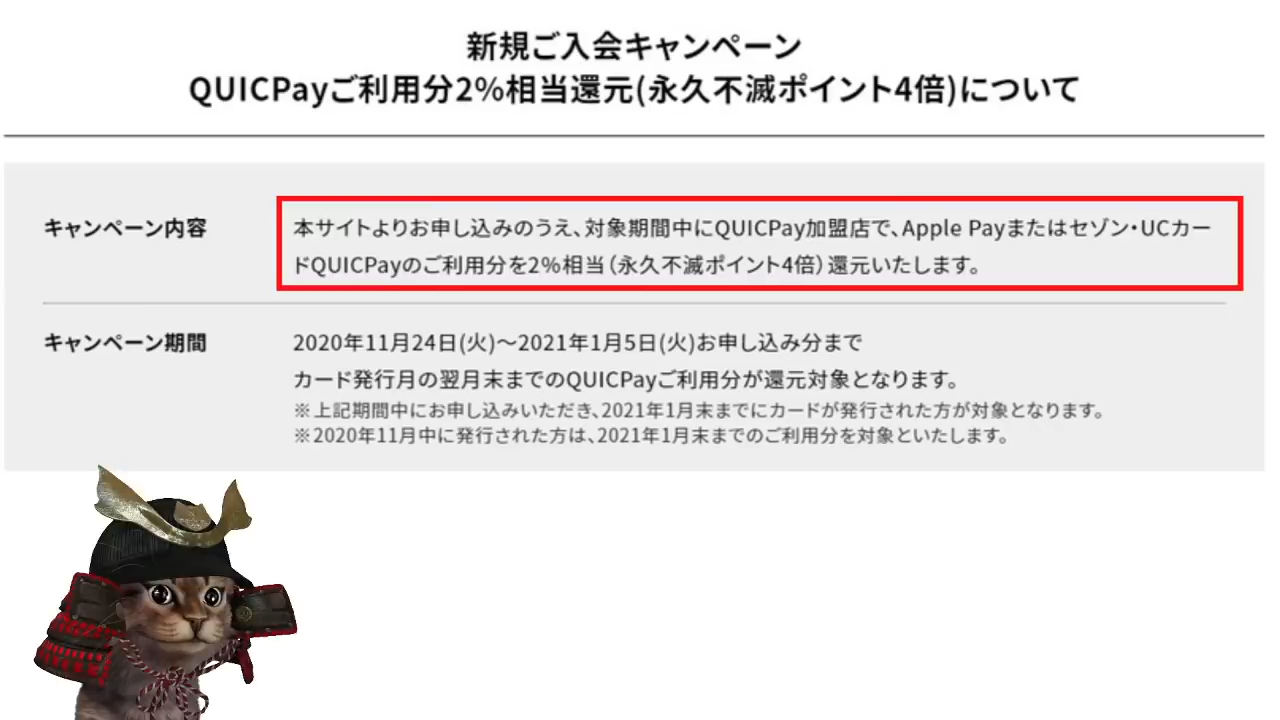 新規ご入会キャンペーン
QUICPayご利用分2%相当還元(永久不滅ポイント4倍)について
キャンペーン内容
本サイトよりお申し込みのうえ、対象期間中にQUICPay加盟店で、Apple Payまたはセゾン・UCカー
ドQUICPayのご利用分を2%相当（永久不滅ポイント4倍）還元いたします。
キャンペーン期間
2020年11月24日(火)～2021年1月5日(火)お申し込み分まで
カード発行月の翌月末までのQUICPayご利用分が還元対象となります。
※上記期間中にお申し込みいただき、2021年1月末までにカードが発行された方が対象となります。
※2020年11月中に発行された方は、2021年1月末までのご利用分を対象といたします。